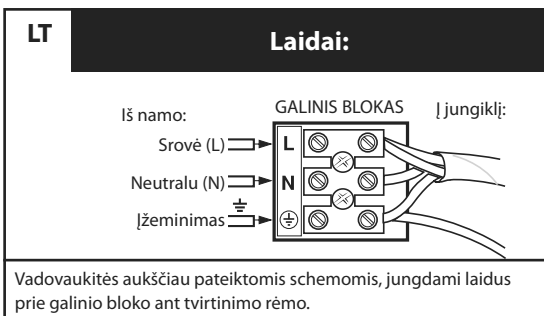 LT
Laidai:
Iš namo:
GALINIS BLOKAS
Į jungiklį:
Srovė (L)
L
Neutralu (N)
N
Įžeminimas
Vadovaukitės aukščiau pateiktomis schemomis, jungdami laidus
prie galinio bloko ant tvirtinimo rėmo.